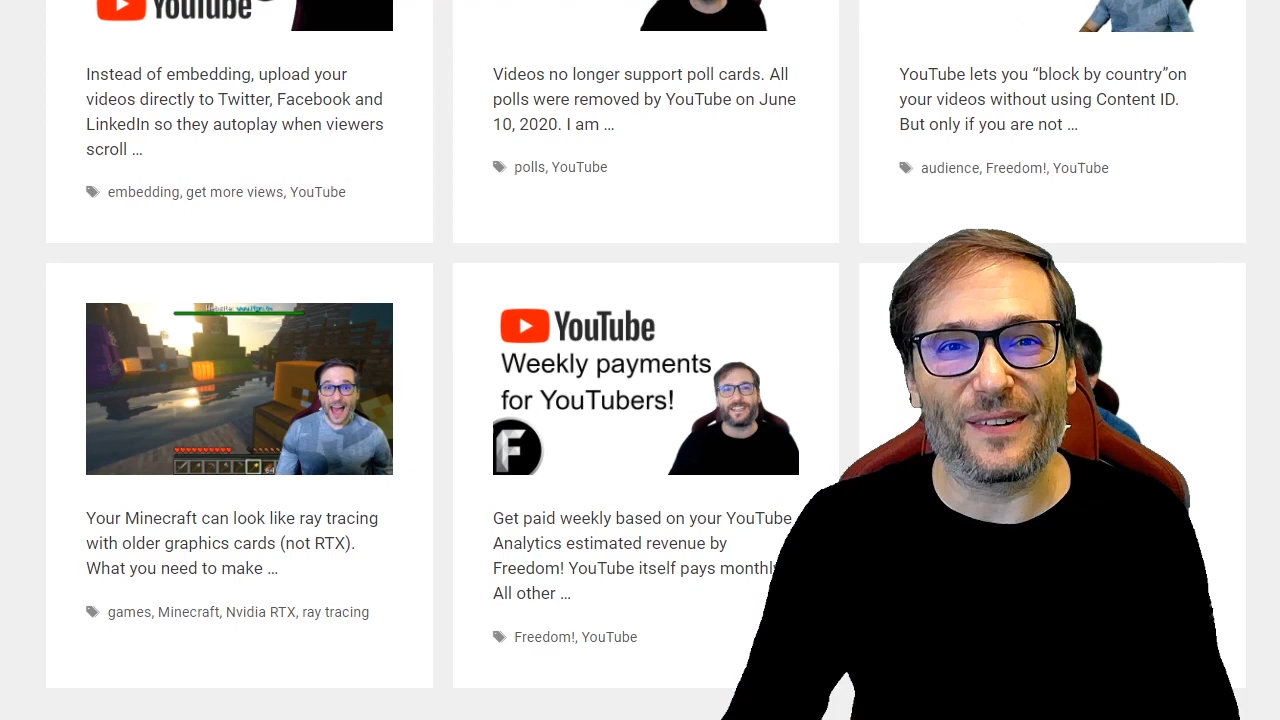 YouTube
Instead of embedding, upload your
videos directly to Twitter, Facebook and
LinkedIn so they autoplay when viewers
scroll ...
embedding, get more views, YouTube
Videos no longer support poll cards. All
polls were removed by YouTube on June
10, 2020. I am ...
polls, YouTube
YouTube lets you “block by country”on
your videos without using Content ID.
But only if you are not ...
audience, Freedom!, YouTube
Your Minecraft can look like ray tracing
with older graphics cards (not RTX).
What you need to make ...
games, Minecraft, Nvidia RTX, ray tracing
YouTube
Weekly payments
for YouTubers!
F
Get paid weekly based on your YouTube
Analytics estimated revenue by
Freedom! YouTube itself pays monthly
All other ...
Freedom!, YouTube